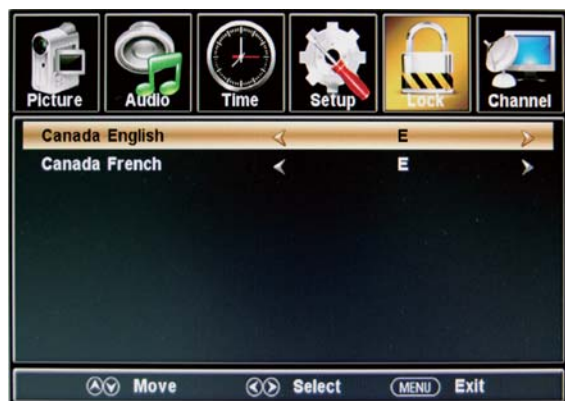 Picture Audio Time Setup Lock Channel
Canada English E
Canada French E
Move Select MENU Exit